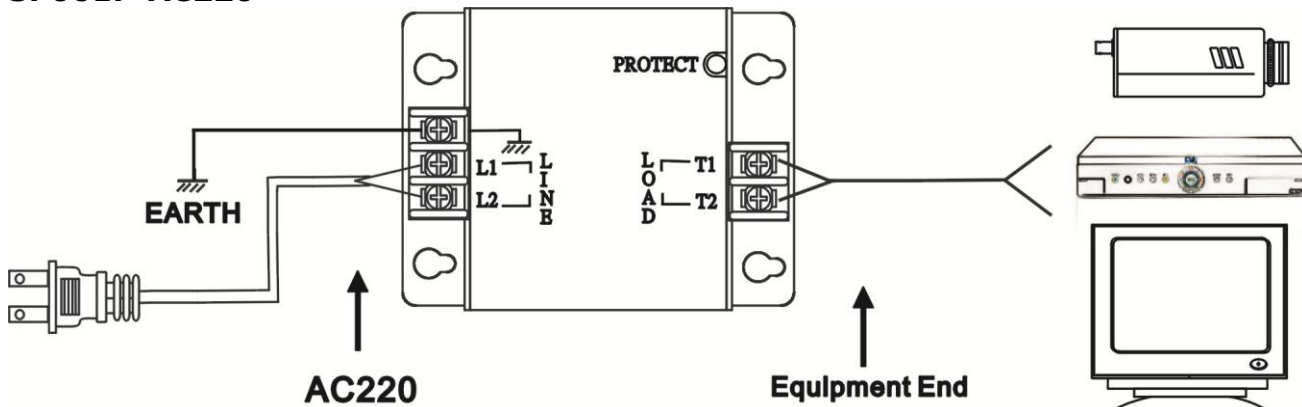 PROTECT
L1
L2
LINE
LOAD
T1
T2
EARTH
AC220
Equipment End